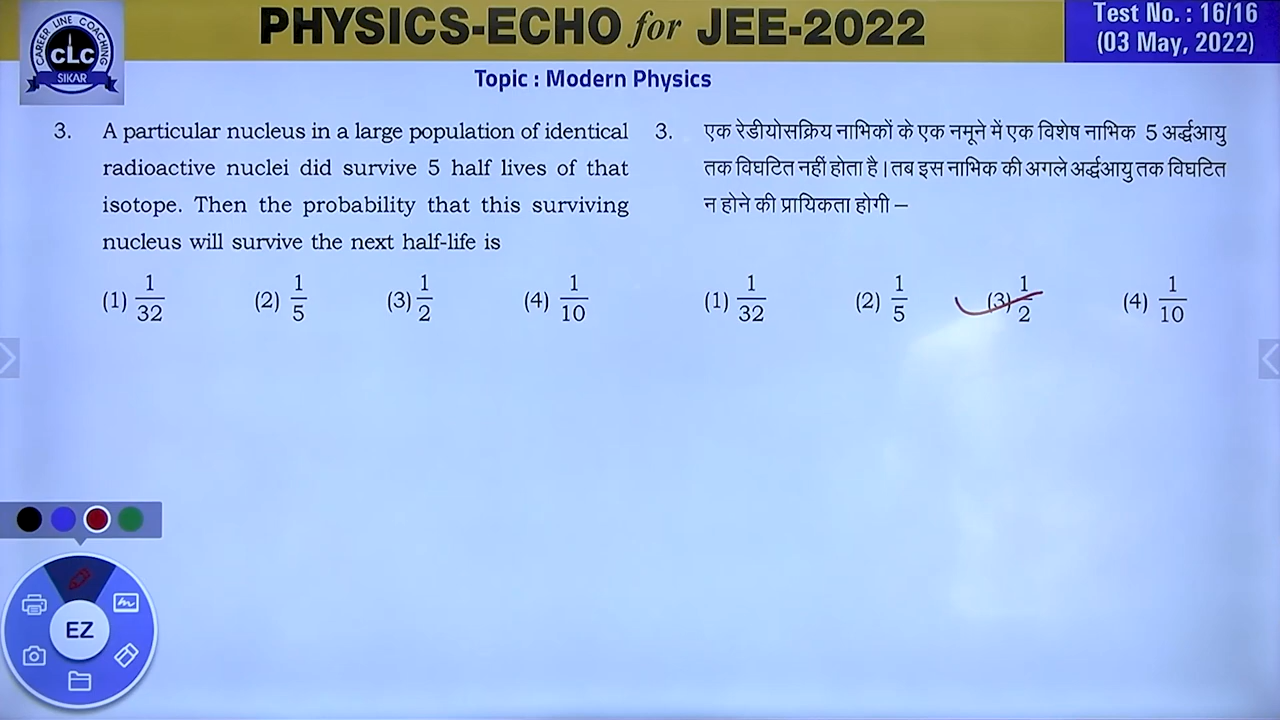 PHYSICS-ECHO for JEE-2022
Test No. : 16/16
(03 May, 2022)
CAREER LINE COACHING
CLC
SIKAR
Topic : Modern Physics
3. A particular nucleus in a large population of identical
radioactive nuclei did survive 5 half lives of that
isotope. Then the probability that this surviving
nucleus will survive the next half-life is
(1) 1/32 (2) 1/5 (3) 1/2 (4) 1/10
3. एक रेडीयोसक्रिय नाभिकों के एक नमूने में एक विशेष नाभिक 5 अर्द्धआयु
तक विघटित नहीं होता है। तब इस नाभिक की अगले अर्द्धआयु तक विघटित
न होने की प्रायिकता होगी –
(1) 1/32 (2) 1/5 (3) 1/2 (4) 1/10
EZ